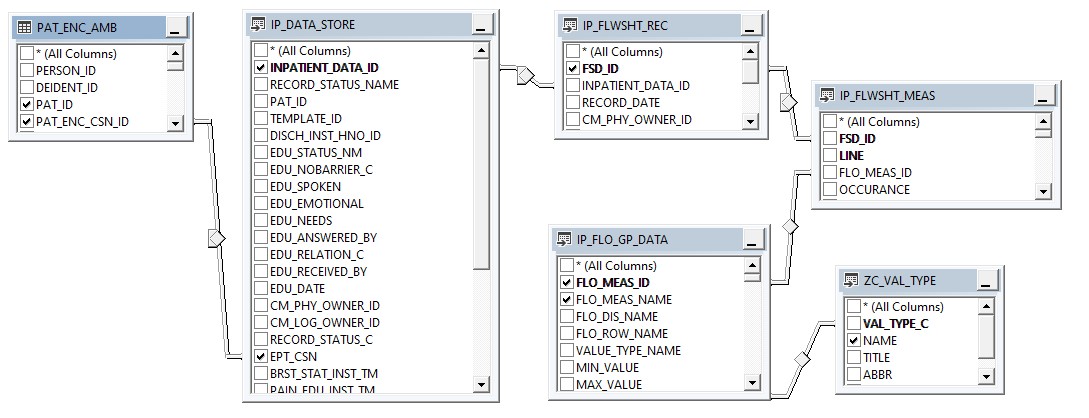 PAT_ENC_AMB
* (All Columns)
PERSON_ID
DEIDENT_ID
PAT_ID
PAT_ENC_CSN_ID
IP_DATA_STORE
* (All Columns)
INPATIENT_DATA_ID
RECORD_STATUS_NAME
PAT_ID
TEMPLATE_ID
DISCH_INST_HNO_ID
EDU_STATUS_NM
EDU_NOBARRIER_C
EDU_SPOKEN
EDU_EMOTIONAL
EDU_NEEDS
EDU_ANSWERED_BY
EDU_RELATION_C
EDU_RECEIVED_BY
EDU_DATE
CM_PHY_OWNER_ID
CM_LOG_OWNER_ID
RECORD_STATUS_C
EPT_CSN
BRST_STAT_INST_TM
PAIN_EDU_INST_TM
IP_FLWSHT_REC
* (All Columns)
FSD_ID
INPATIENT_DATA_ID
RECORD_DATE
CM_PHY_OWNER_ID
IP_FLWSHT_MEAS
* (All Columns)
FSD_ID
LINE
FLO_MEAS_ID
OCCURANCE
IP_FLO_GP_DATA
* (All Columns)
FLO_MEAS_ID
FLO_MEAS_NAME
FLO_DIS_NAME
FLO_ROW_NAME
VALUE_TYPE_NAME
MIN_VALUE
MAX_VALUE
ZC_VAL_TYPE
* (All Columns)
VAL_TYPE_C
NAME
TITLE
ABBR